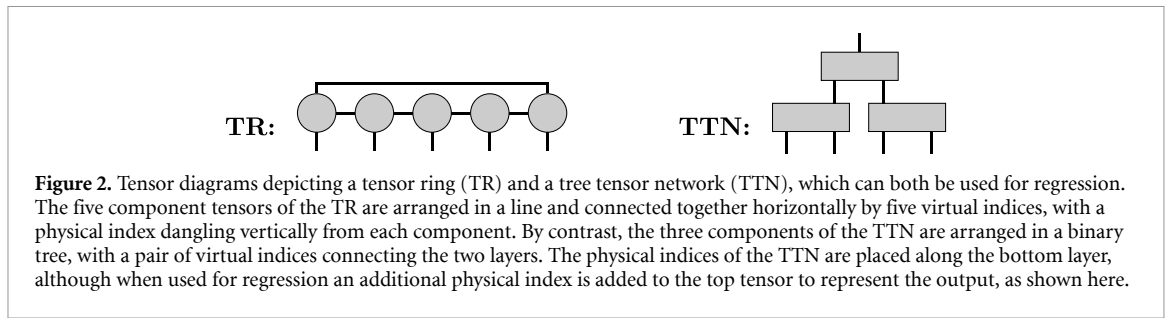 TR:
TTN:
Figure 2. Tensor diagrams depicting a tensor ring (TR) and a tree tensor network (TTN), which can both be used for regression.
The five component tensors of the TR are arranged in a line and connected together horizontally by five virtual indices, with a
physical index dangling vertically from each component. By contrast, the three components of the TTN are arranged in a binary
tree, with a pair of virtual indices connecting the two layers. The physical indices of the TTN are placed along the bottom layer,
although when used for regression an additional physical index is added to the top tensor to represent the output, as shown here.